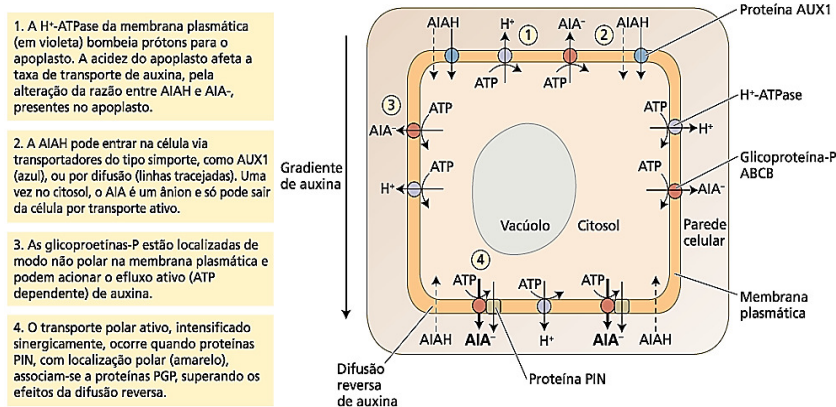 1. A H⁺-ATPase da membrana plasmática
(em violeta) bombeia prótons para o
apoplasto. A acidez do apoplasto afeta a
taxa de transporte de auxina, pela
alteração da razão entre AIAH e AIA-,
presentes no apoplasto.
2. A AIAH pode entrar na célula via
transportadores do tipo simporte, como AUX1
(azul), ou por difusão (linhas tracejadas). Uma
vez no citosol, o AIA é um ânion e só pode sair
da célula por transporte ativo.
3. As glicoproetínas-P estão localizadas de
modo não polar na membrana plasmática e
podem acionar o efluxo ativo (ATP
dependente) de auxina.
4. O transporte polar ativo, intensificado
sinergicamente, ocorre quando proteínas
PIN, com localização polar (amarelo),
associam-se a proteínas PGP, superando os
efeitos da difusão reversa.
Gradiente
de auxina
AIAH
H⁺
1
AIA⁻
2
AIAH
Proteína AUX1
ATP
ATP
3
ATP
AIA⁻
ATP
H⁺
H⁺-ATPase
ATP
H⁺
ATP
AIA⁻
Glicoproteína-P
ABCB
Vacúolo
Citosol
Parede
celular
4
ATP
ATP
ATP
Membrana
plasmática
AIAH
AIA⁻
H⁺
AIA⁻
AIAH
Difusão
reversa
de auxina
Proteína PIN